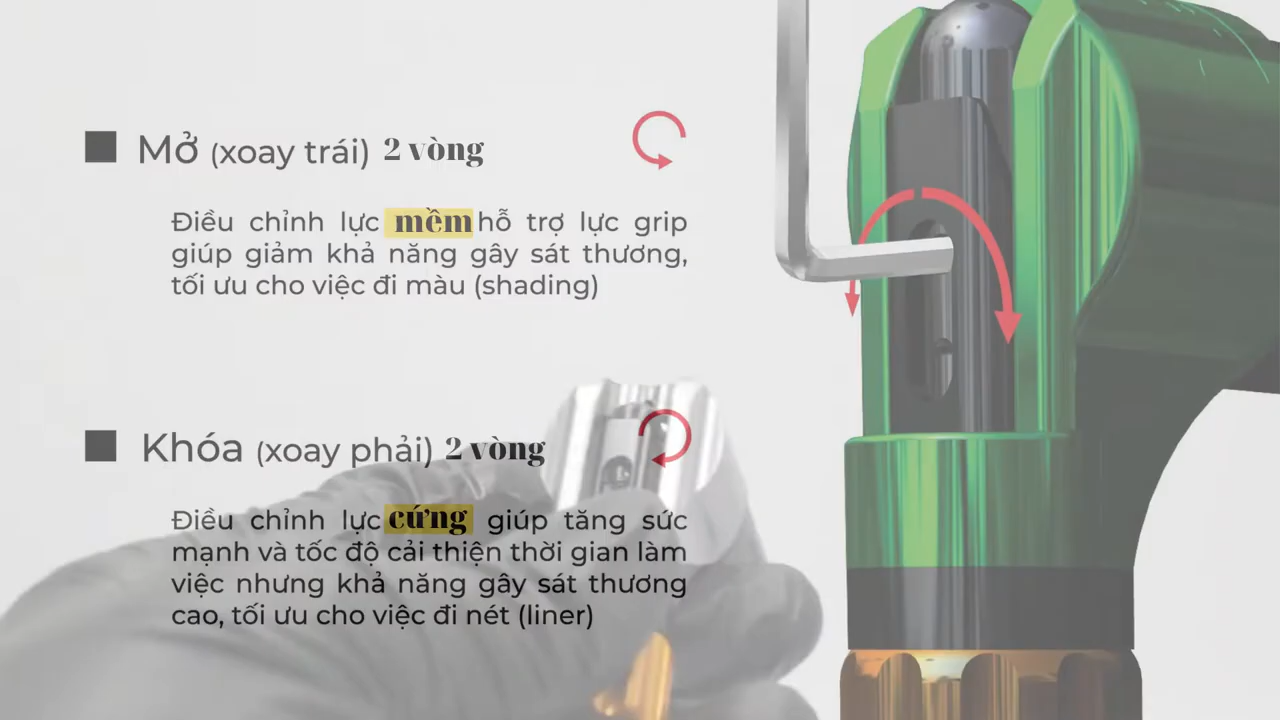 Mở (xoay trái) 2 vòng
Điều chỉnh lực mềm hỗ trợ lực grip
giúp giảm khả năng gây sát thương,
tối ưu cho việc đi màu (shading)
Khóa (xoay phải) 2 vòng
Điều chỉnh lực cứng giúp tăng sức
mạnh và tốc độ cải thiện thời gian làm
việc nhưng khả năng gây sát thương
cao, tối ưu cho việc đi nét (liner)